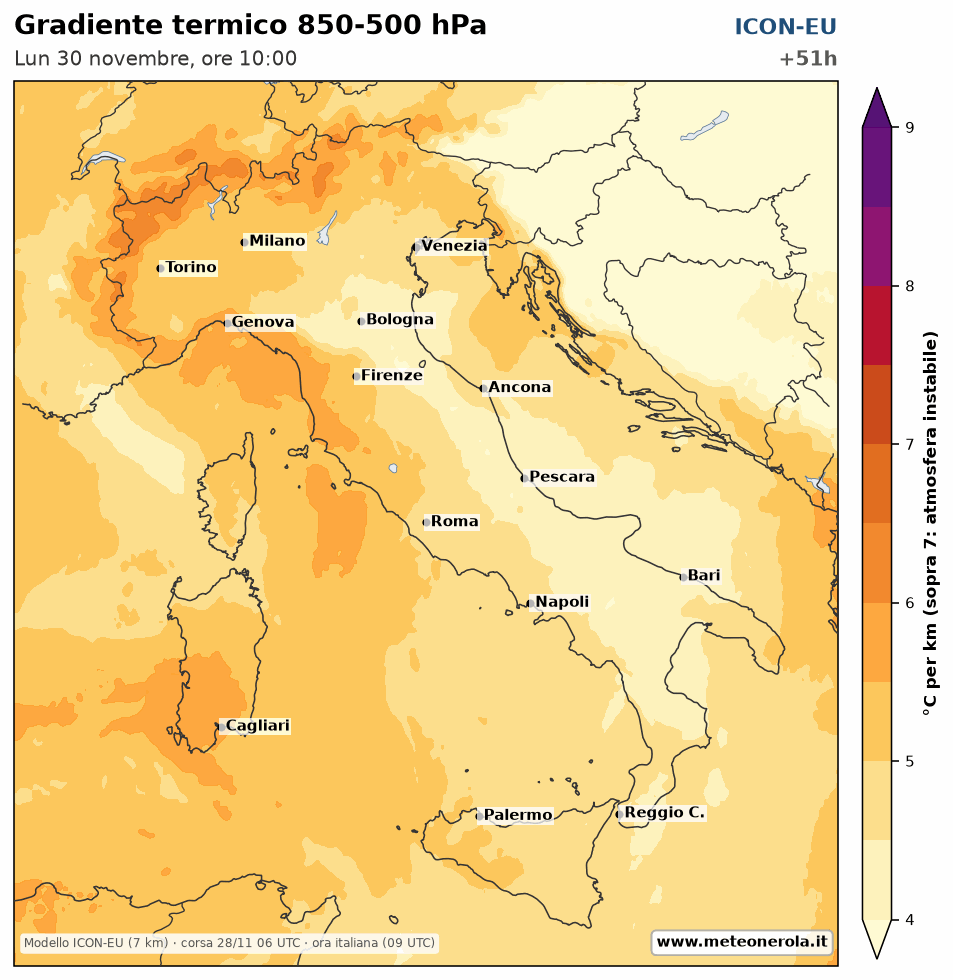 Gradiente termico 850-500 hPa
ICON-EU
Lun 30 novembre, ore 10:00
+51h
Milano
Venezia
Torino
Genova
Bologna
Firenze
Ancona
Pescara
Roma
Bari
Napoli
Cagliari
Palermo
Reggio C.
9
8
7
6
5
4
°C per km (sopra 7: atmosfera instabile)
Modello ICON-EU (7 km) · corsa 28/11 06 UTC · ora italiana (09 UTC)
www.meteonerola.it